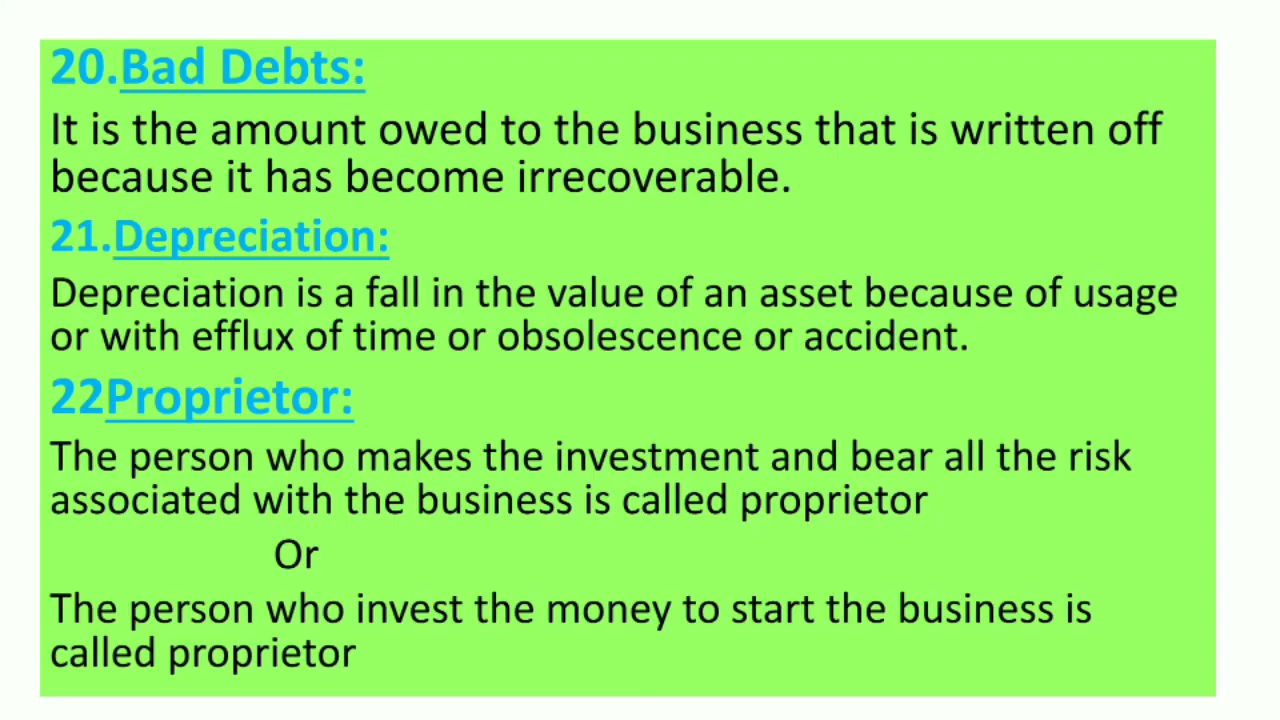 20.Bad Debts:
It is the amount owed to the business that is written off
because it has become irrecoverable.
21.Depreciation:
Depreciation is a fall in the value of an asset because of usage
or with efflux of time or obsolescence or accident.
22Proprietor:
The person who makes the investment and bear all the risk
associated with the business is called proprietor
Or
The person who invest the money to start the business is
called proprietor